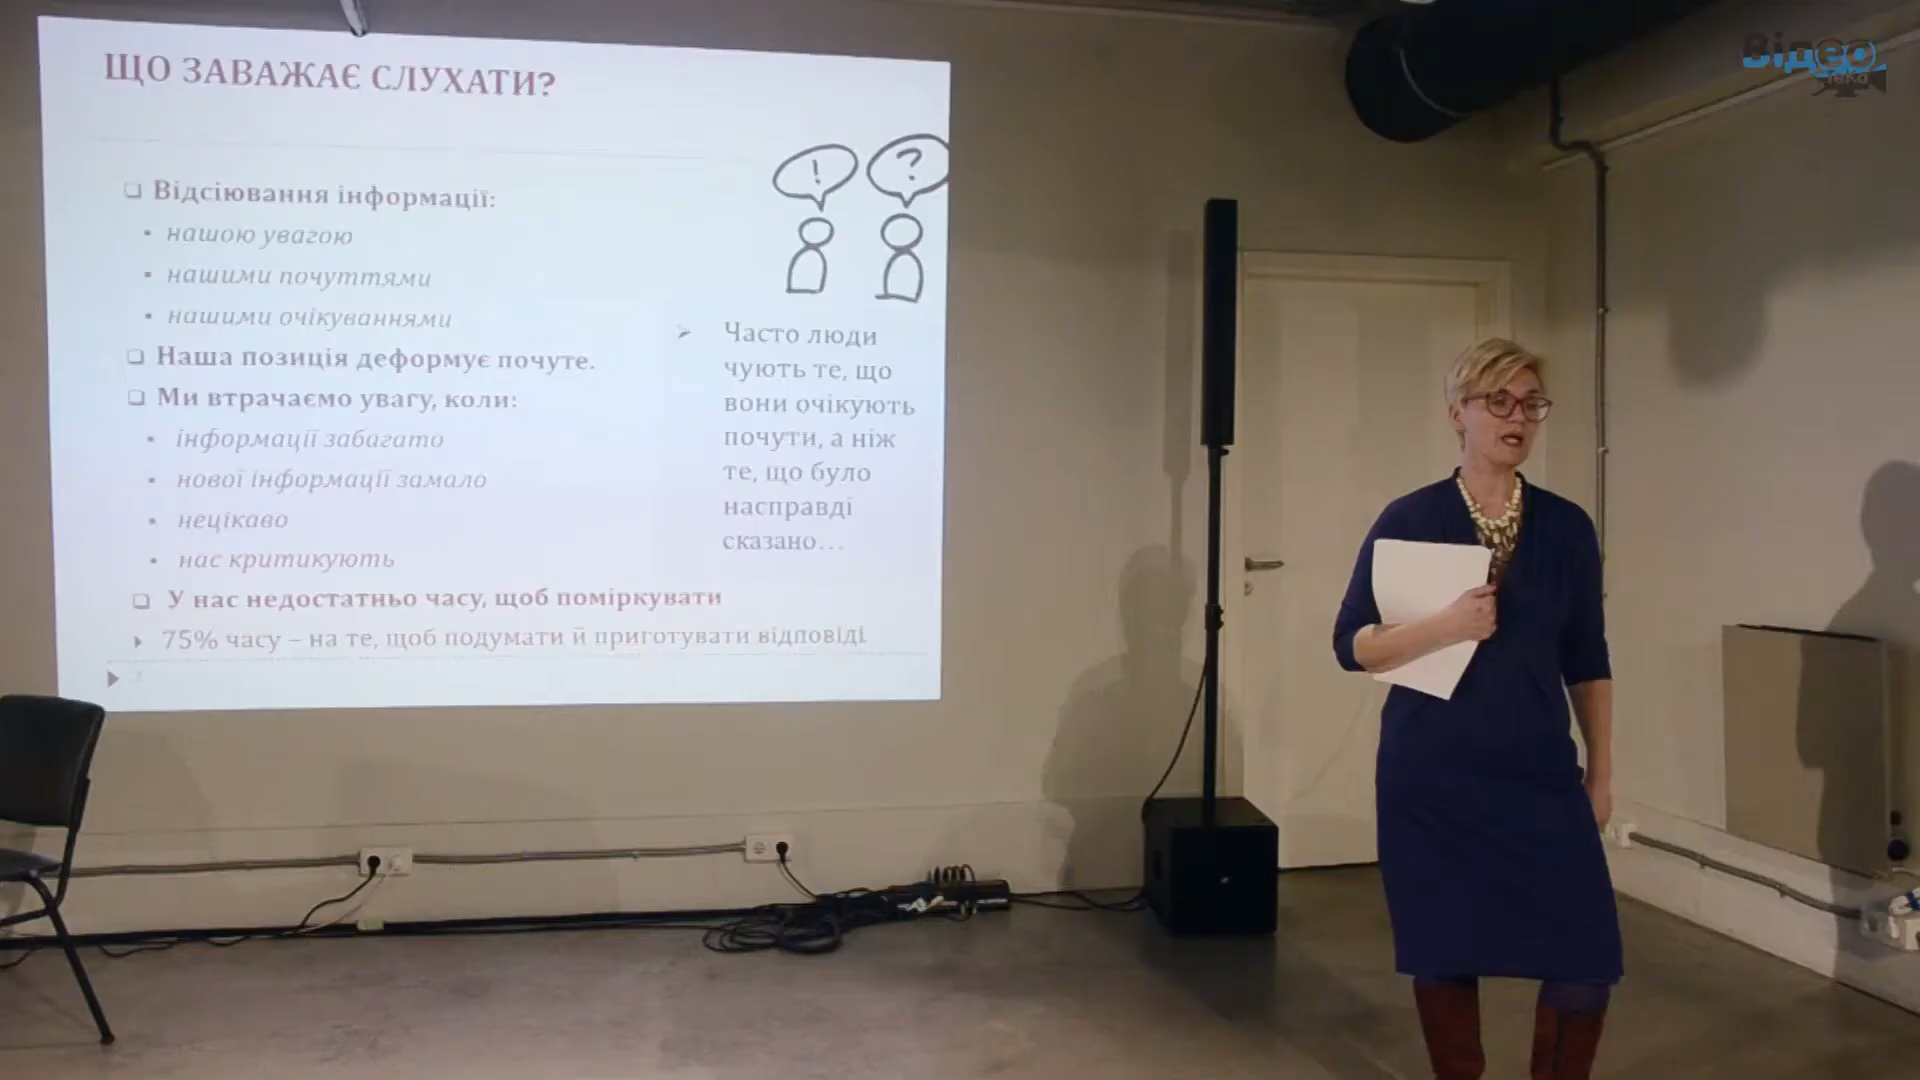 ЩО ЗАВАЖАЄ СЛУХАТИ?
Відсіювання інформації:
нашою увагою
нашими почуттями
нашими очікуваннями
Наша позиція деформує почуте.
Ми втрачаємо увагу, коли:
інформації забагато
нової інформації замало
нецікаво
нас критикують
У нас недостатньо часу, щоб поміркувати
75% часу – на те, щоб подумати й приготувати відповіді
!
?
Часто люди
чують те, що
вони очікують
почути, а ніж
те, що було
насправді
сказано...
Відео
тека